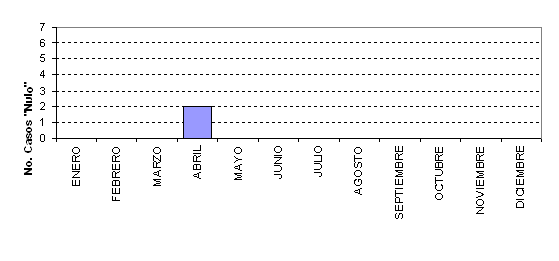 No. Casos "Nulo"
7
6
5
4
3
2
1
0
ENERO
FEBRERO
MARZO
ABRIL
MAYO
JUNIO
JULIO
AGOSTO
SEPTIEMBRE
OCTUBRE
NOVIEMBRE
DICIEMBRE